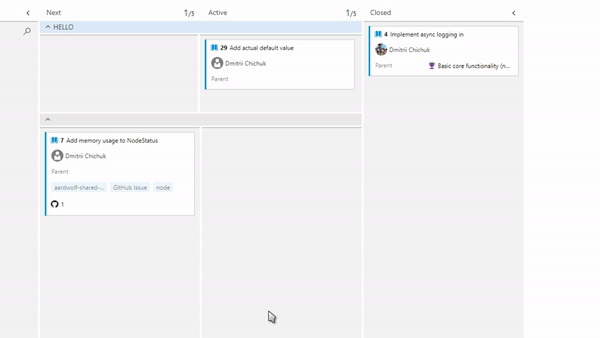 Next 1/5
Active 1/5
Closed
HELLO
29 Add actual default value
Dmitrii Chichuk
Parent
4 Implement async logging in
Dmitrii Chichuk
Parent Basic core functionality (n...
7 Add memory usage to NodeStatus
Dmitrii Chichuk
Parent
aardwolf-shared-... GitHub Issue node
1